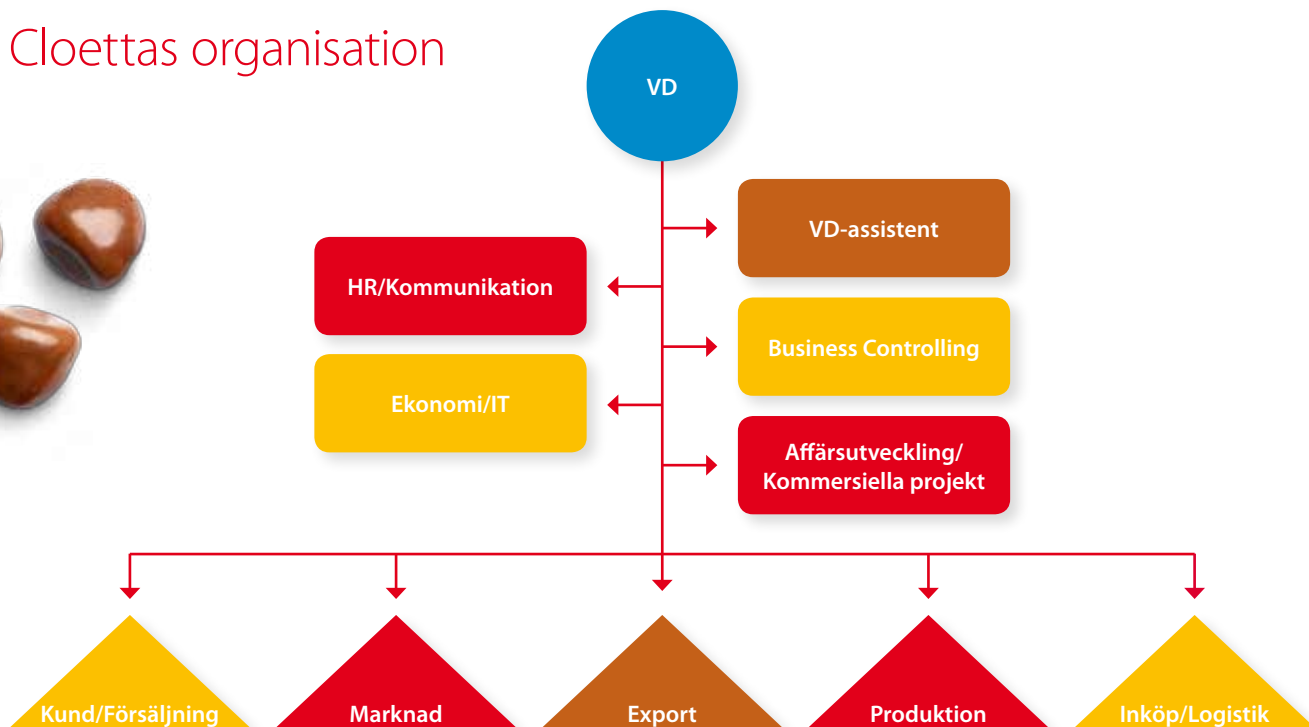 Cloettas organisation
VD
VD-assistent
HR/Kommunikation
Business Controlling
Ekonomi/IT
Affärsutveckling/
Kommersiella projekt
Kund/Försäljning
Marknad
Export
Produktion
Inköp/Logistik